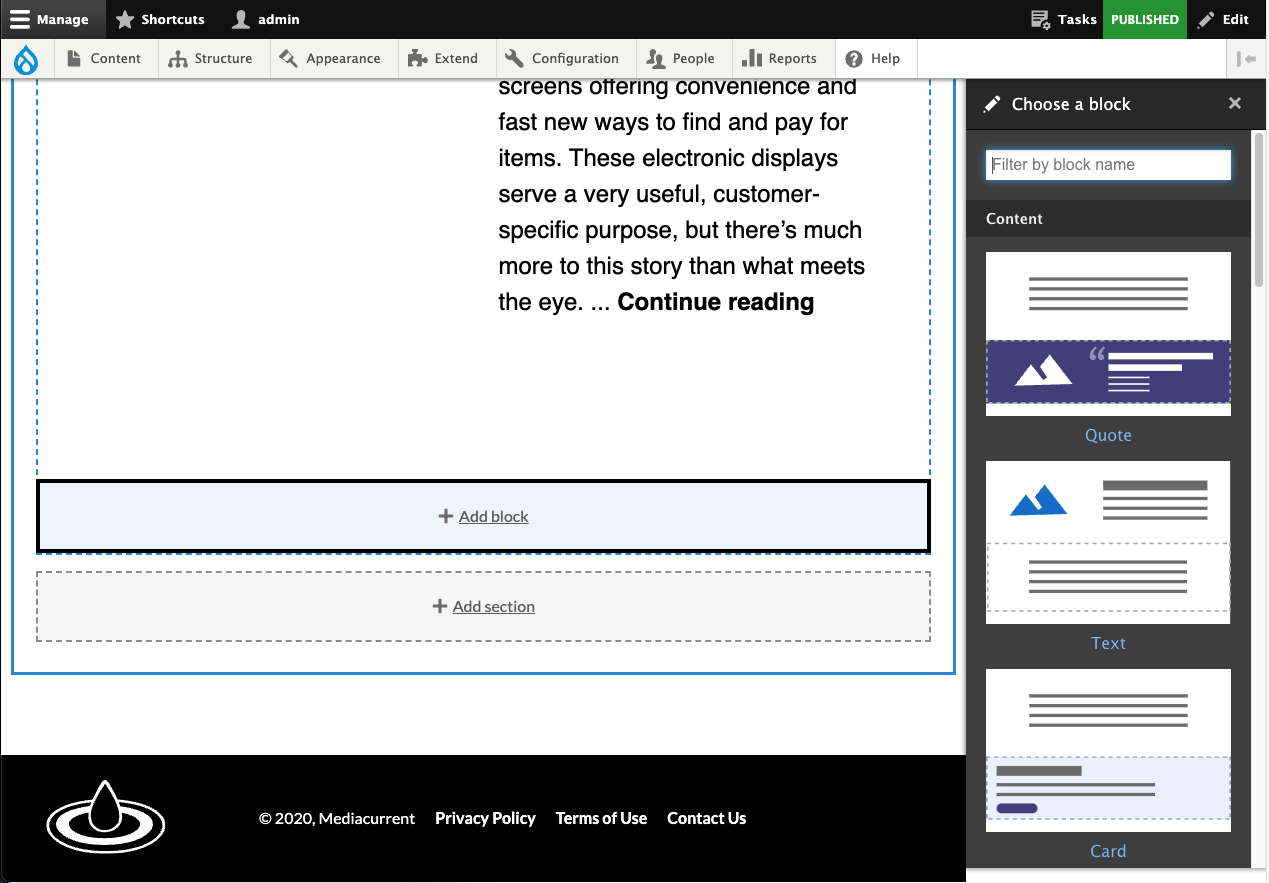 Manage
Shortcuts
admin
Tasks
PUBLISHED
Edit
Content
Structure
Appearance
Extend
Configuration
People
Reports
Help
screens offering convenience and
fast new ways to find and pay for
items. These electronic displays
serve a very useful, customer-
specific purpose, but there’s much
more to this story than what meets
the eye. ... Continue reading
Add block
Add section
© 2020, Mediacurrent
Privacy Policy
Terms of Use
Contact Us
Choose a block
Filter by block name
Content
Quote
Text
Card